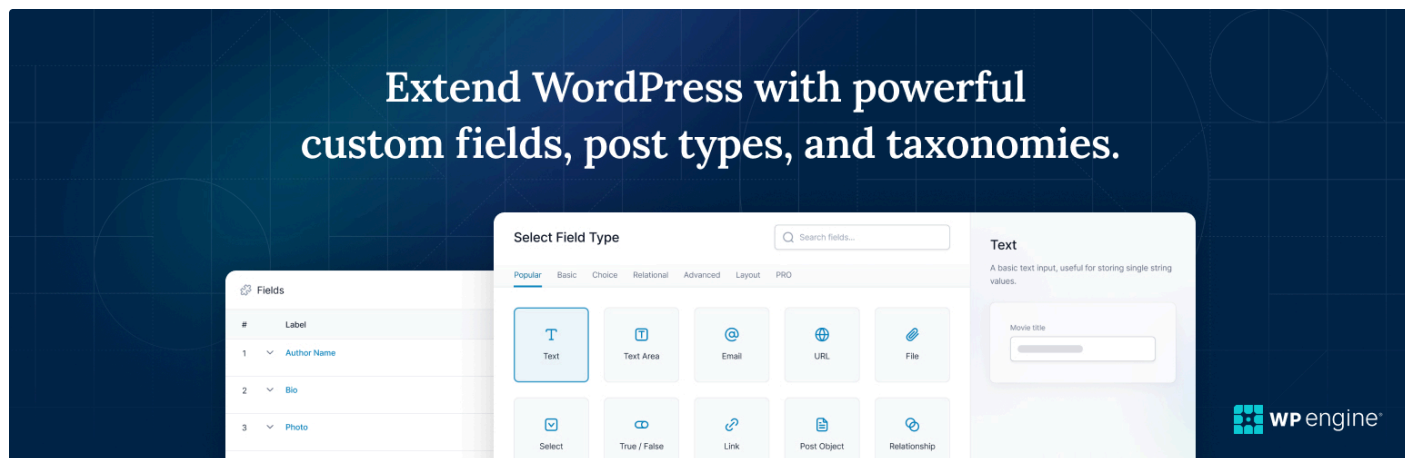 Extend WordPress with powerful
custom fields, post types, and taxonomies.
Fields
# Label
1 Author Name
2 Bio
3 Photo
Select Field Type
Search fields...
Popular Basic Choice Relational Advanced Layout PRO
Text Text Area Email URL File
Select True / False Link Post Object Relationship
Text
A basic text input, useful for storing single string
values.
Movie title
WP engine®